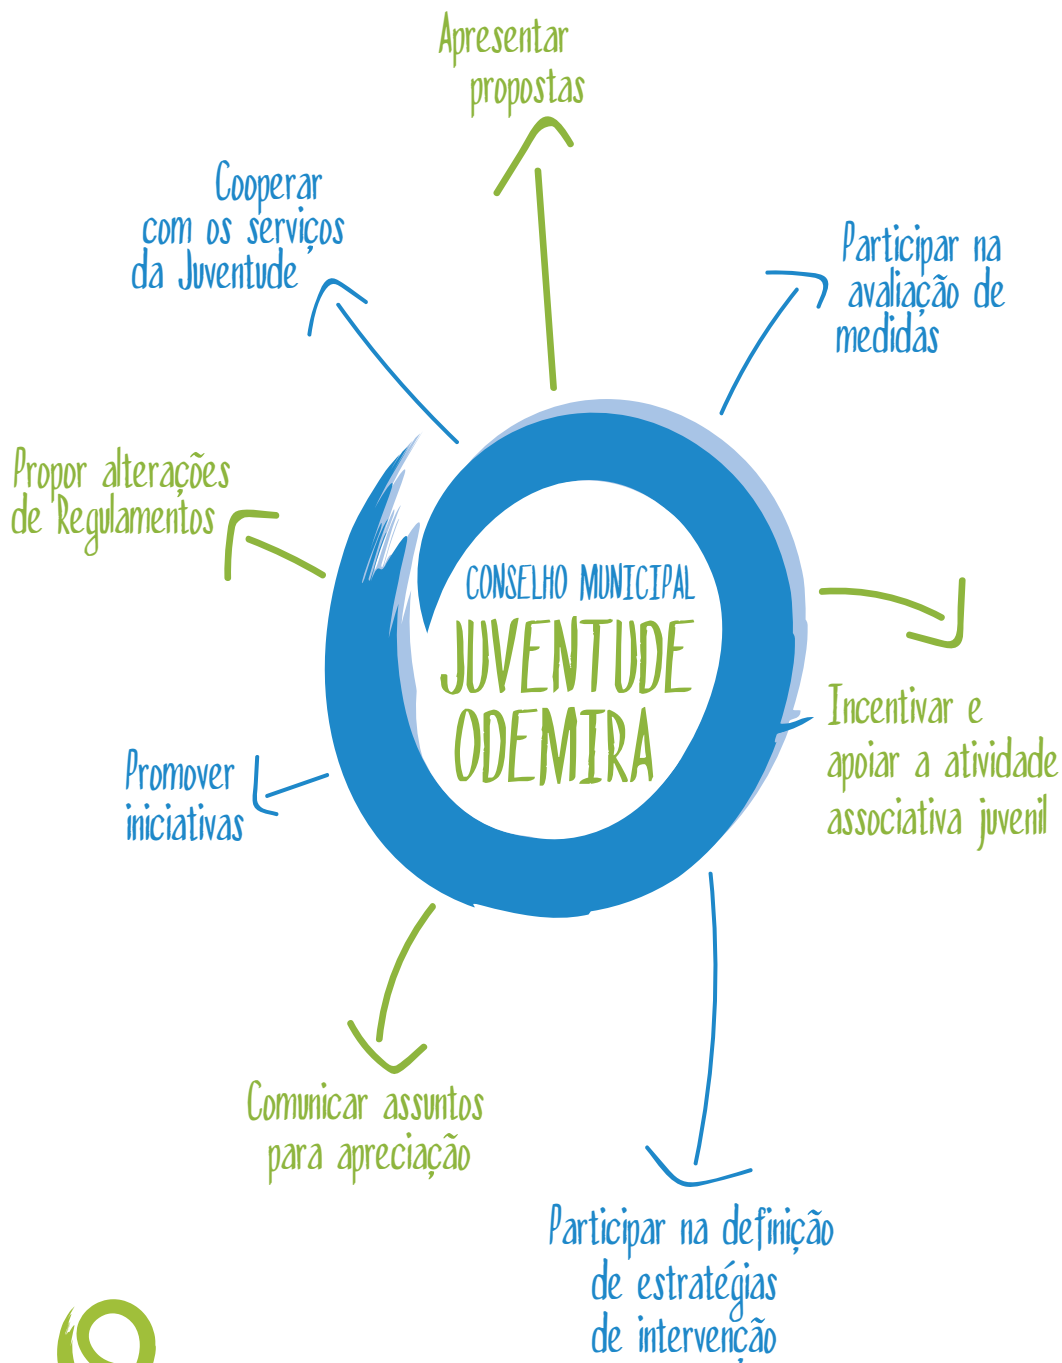 Apresentar
propostas
Cooperar
com os serviços
da Juventude
Participar na
avaliação de
medidas
Propor alterações
de Regulamentos
CONSELHO MUNICIPAL
JUVENTUDE
ODEMIRA
Incentivar e
apoiar a atividade
associativa juvenil
Promover
iniciativas
Comunicar assuntos
para apreciação
Participar na definição
de estratégias
de intervenção